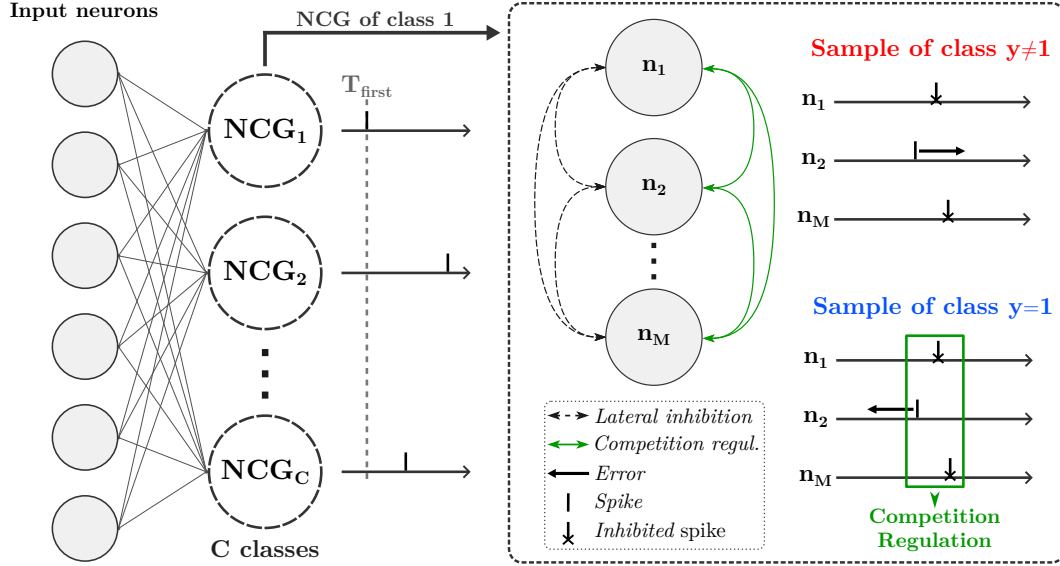 Input neurons
NCG of class 1
T_first
NCG_1
NCG_2
NCG_C
C classes
n_1
n_2
n_M
Lateral inhibition
Competition regul.
Error
Spike
Inhibited spike
Sample of class y≠1
n_1
n_2
n_M
Sample of class y=1
n_1
n_2
n_M
Competition
Regulation